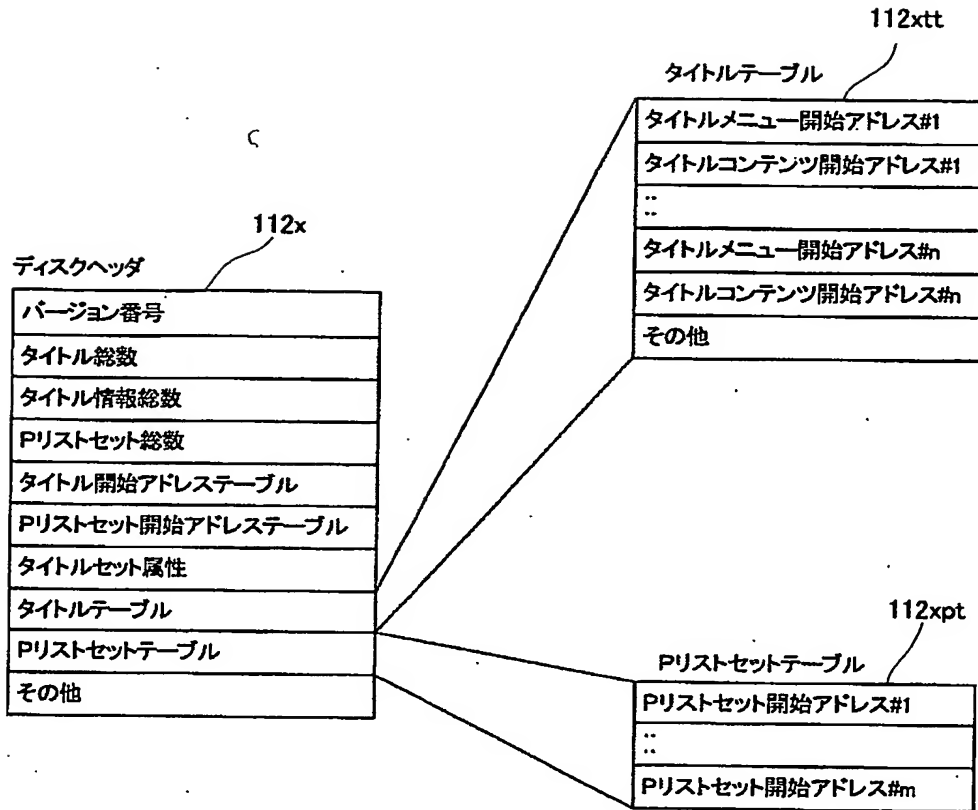 112xtt
タイトルテーブル
タイトルメニュー開始アドレス#1
タイトルコンテンツ開始アドレス#1
::
タイトルメニュー開始アドレス#n
タイトルコンテンツ開始アドレス#n
その他
112x
ディスクヘッダ
バージョン番号
タイトル総数
タイトル情報総数
Pリストセット総数
タイトル開始アドレステーブル
Pリストセット開始アドレステーブル
タイトルセット属性
タイトルテーブル
Pリストセットテーブル
その他
112xpt
Pリストセットテーブル
Pリストセット開始アドレス#1
::
Pリストセット開始アドレス#m